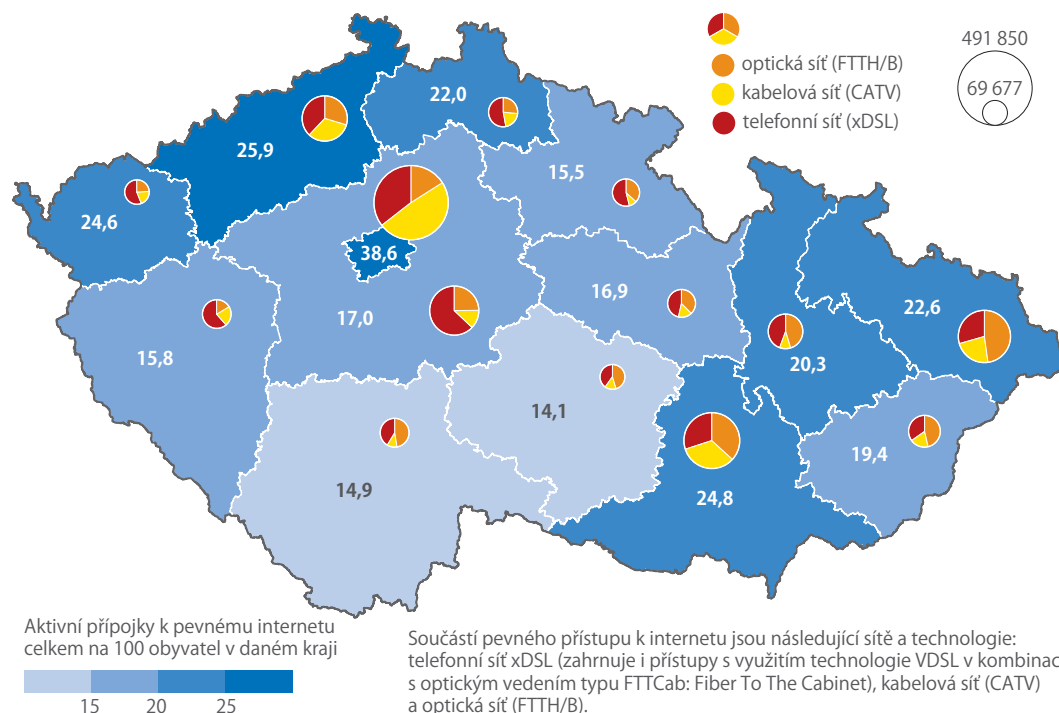 491 850
69 677
optická síť (FTTH/B)
kabelová síť (CATV)
telefonní síť (xDSL)
22,0
25,9
15,5
24,6
38,6
16,9
22,6
17,0
15,8
20,3
14,1
19,4
14,9
24,8
Aktivní přípojky k pevnému internetu
celkem na 100 obyvatel v daném kraji
15 20 25
Součástí pevného přístupu k internetu jsou následující sítě a technologie:
telefonní síť xDSL (zahrnuje i přístupy s využitím technologie VDSL v kombinac
s optickým vedením typu FTTCab: Fiber To The Cabinet), kabelová síť (CATV)
a optická síť (FTTH/B).